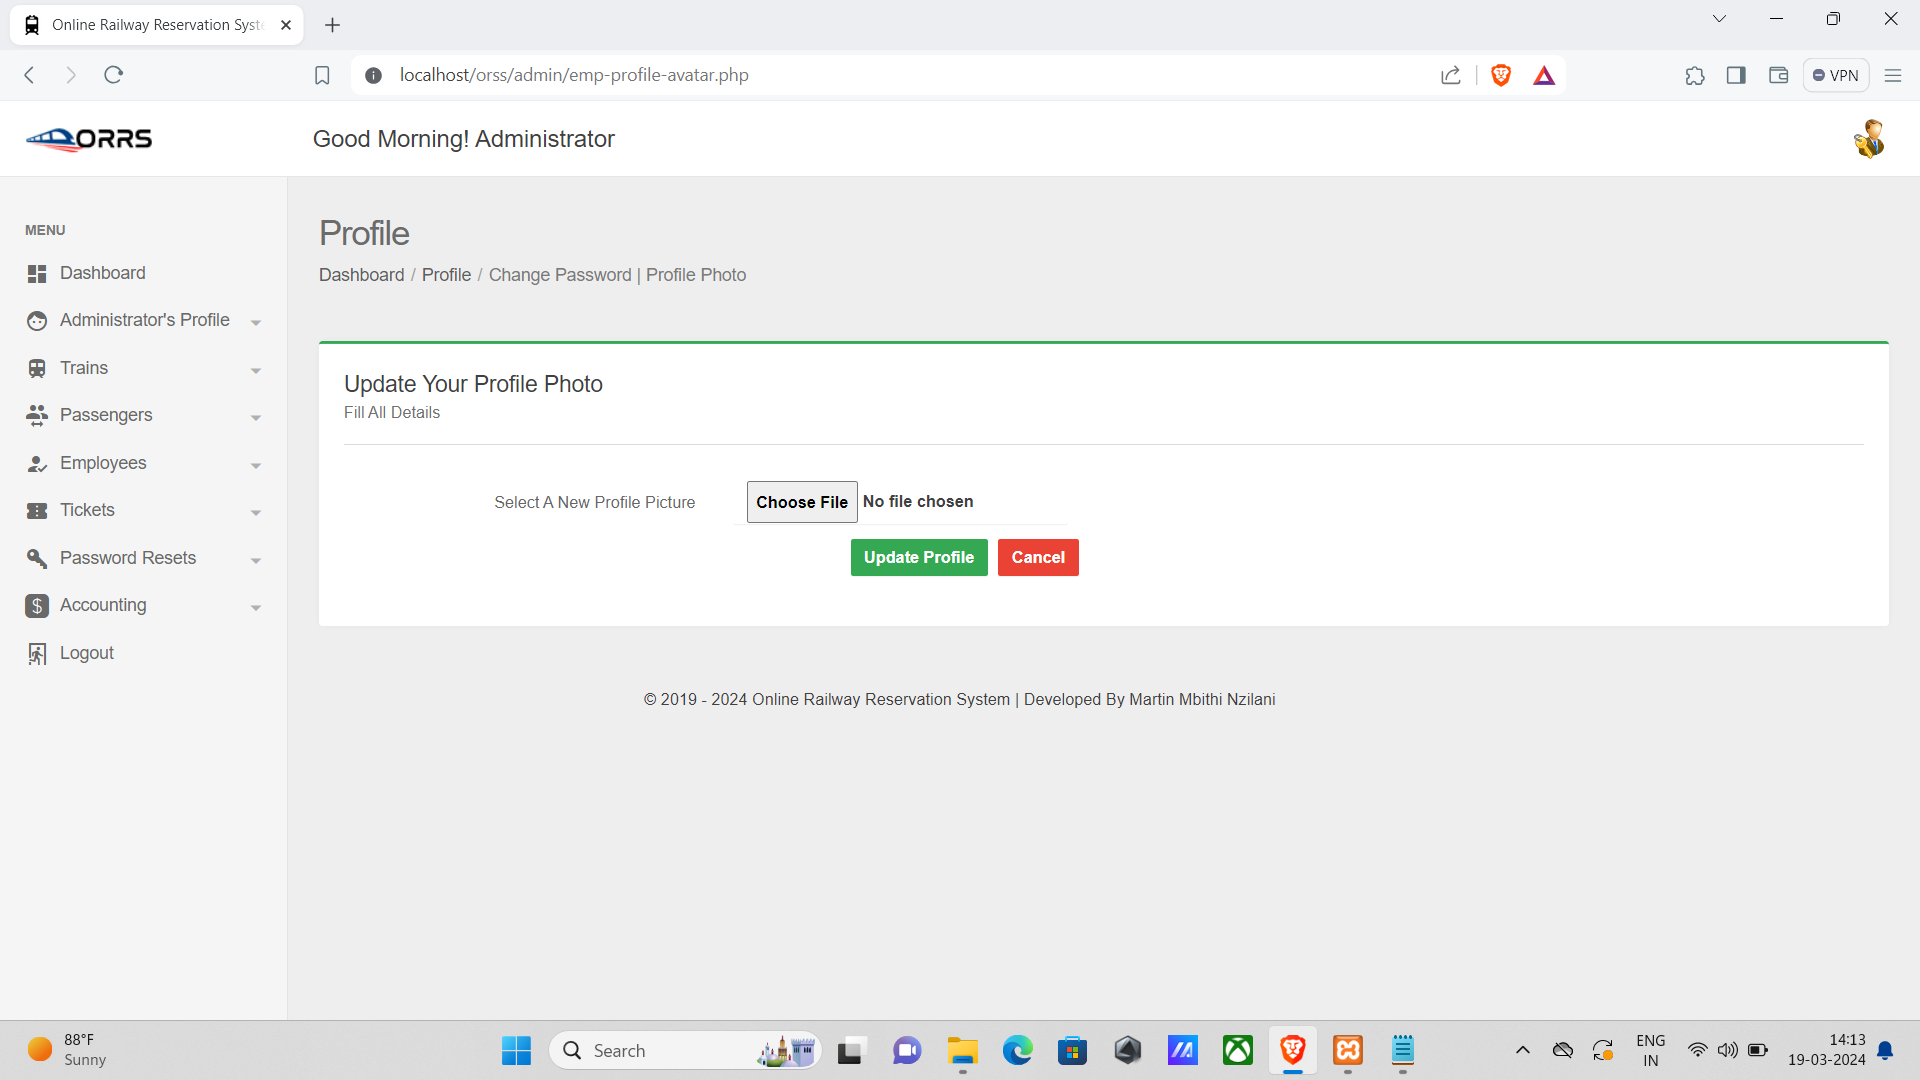 Online Railway Reservation Syst
localhost/orss/admin/emp-profile-avatar.php
VPN
ORRS
Good Morning! Administrator
MENU
Dashboard
Administrator's Profile
Trains
Passengers
Employees
Tickets
Password Resets
$ Accounting
Logout
Profile
Dashboard / Profile / Change Password | Profile Photo
Update Your Profile Photo
Fill All Details
Select A New Profile Picture Choose File No file chosen
Update Profile Cancel
© 2019 - 2024 Online Railway Reservation System | Developed By Martin Mbithi Nzilani
88°F
Sunny
Search
ENG
IN
14:13
19-03-2024